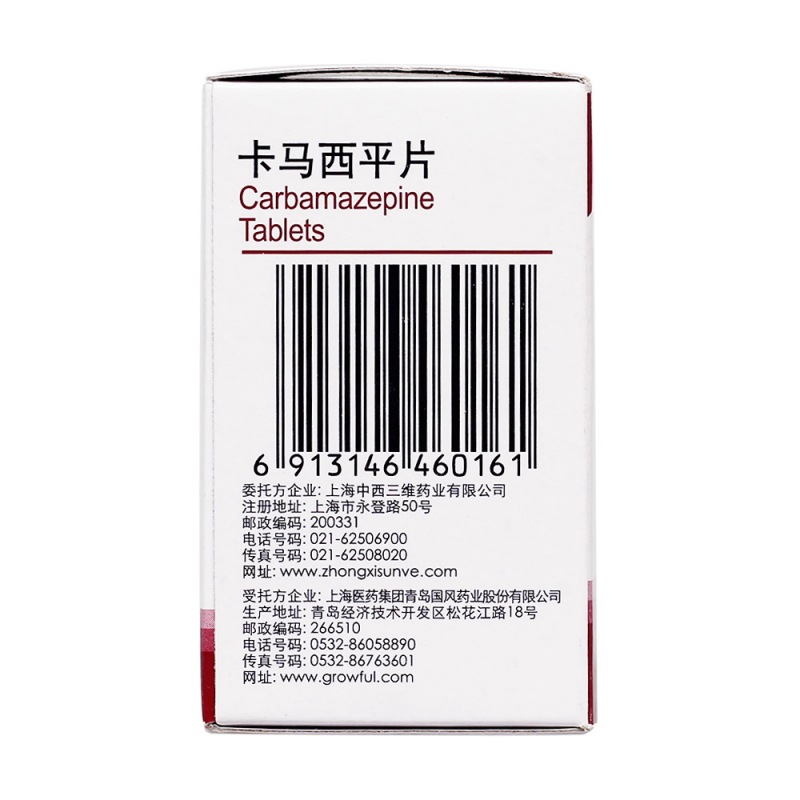 卡马西平片
Carbamazepine
Tablets
6 913146 460161
委托方企业: 上海中西三维药业有限公司
注册地址: 上海市永登路50号
邮政编码: 200331
电话号码: 021-62506900
传真号码: 021-62508020
网址: www.zhongxisunve.com
受托方企业: 上海医药集团青岛国风药业股份有限公司
生产地址: 青岛经济技术开发区松花江路18号
邮政编码: 266510
电话号码: 0532-86058890
传真号码: 0532-86763601
网址: www.growful.com